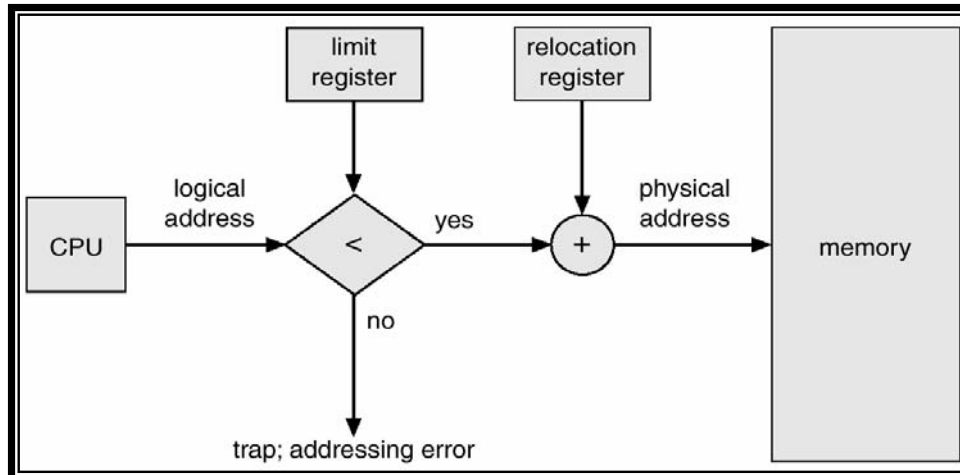 limit
register
relocation
register
logical
address
physical
address
CPU
<
yes
+
memory
no
trap; addressing error